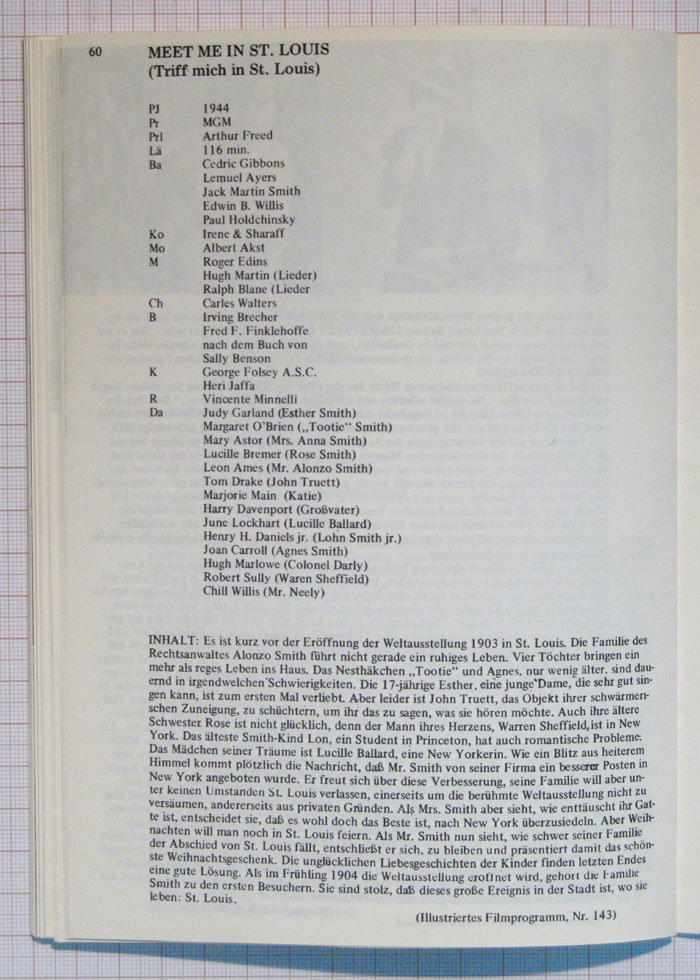 60 MEET ME IN ST. LOUIS
(Triff mich in St. Louis)
PJ 1944
Pr MGM
Prl Arthur Freed
Lä 116 min.
Ba Cedric Gibbons
Lemuel Ayers
Jack Martin Smith
Edwin B. Willis
Paul Holdchinsky
Ko Irene & Sharaff
Mo Albert Akst
M Roger Edins
Hugh Martin (Lieder)
Ralph Blane (Lieder
Ch Carles Walters
B Irving Brecher
Fred F. Finklehoffe
nach dem Buch von
Sally Benson
K George Folsey A.S.C.
Heri Jaffa
R Vincente Minnelli
Da Judy Garland (Esther Smith)
Margaret O'Brien („Tootie“ Smith)
Mary Astor (Mrs. Anna Smith)
Lucille Bremer (Rose Smith)
Leon Ames (Mr. Alonzo Smith)
Tom Drake (John Truett)
Marjorie Main (Katie)
Harry Davenport (Großvater)
June Lockhart (Lucille Ballard)
Henry H. Daniels jr. (Lohn Smith jr.)
Joan Carroll (Agnes Smith)
Hugh Marlowe (Colonel Darly)
Robert Sully (Waren Sheffield)
Chill Willis (Mr. Neely)
INHALT: Es ist kurz vor der Eröffnung der Weltausstellung 1903 in St. Louis. Die Familie des
Rechtsanwaltes Alonzo Smith führt nicht gerade ein ruhiges Leben. Vier Töchter bringen ein
mehr als reges Leben ins Haus. Das Nesthäkchen „Tootie“ und Agnes, nur wenig älter, sind dau-
ernd in irgendwelchen Schwierigkeiten. Die 17-jährige Esther, eine junge Dame, die sehr gut sin-
gen kann, ist zum ersten Mal verliebt. Aber leider ist John Truett, das Objekt ihrer schwärmeri-
schen Zuneigung, zu schüchtern, um ihr das zu sagen, was sie hören möchte. Auch ihre ältere
Schwester Rose ist nicht glücklich, denn der Mann ihres Herzens, Warren Sheffield, ist in New
York. Das älteste Smith-Kind Lon, ein Student in Princeton, hat auch romantische Probleme.
Das Mädchen seiner Träume ist Lucille Ballard, eine New Yorkerin. Wie ein Blitz aus heiterem
Himmel kommt plötzlich die Nachricht, daß Mr. Smith von seiner Firma ein besserer Posten in
New York angeboten wurde. Er freut sich über diese Verbesserung, seine Familie will aber un-
ter keinen Umstanden St. Louis verlassen, einerseits um die berühmte Weltausstellung nicht zu
versäumen, andererseits aus privaten Gründen. Als Mrs. Smith aber sieht, wie enttäuscht ihr Gat-
te ist, entscheidet sie, daß es wohl doch das Beste ist, nach New York überzusiedeln. Aber Weih-
nachten will man noch in St. Louis feiern. Als Mr. Smith nun sieht, wie schwer seiner Familie
der Abschied von St. Louis fällt, entschließt er sich, zu bleiben und präsentiert damit das schön-
ste Weihnachtsgeschenk. Die unglücklichen Liebesgeschichten der Kinder finden letzten Endes
eine gute Lösung. Als im Frühling 1904 die Weltausstellung eröffnet wird, gehört die Familie
Smith zu den ersten Besuchern. Sie sind stolz, daß dieses große Ereignis in der Stadt ist, wo sie
leben: St. Louis.
(Illustriertes Filmprogramm, Nr. 143)